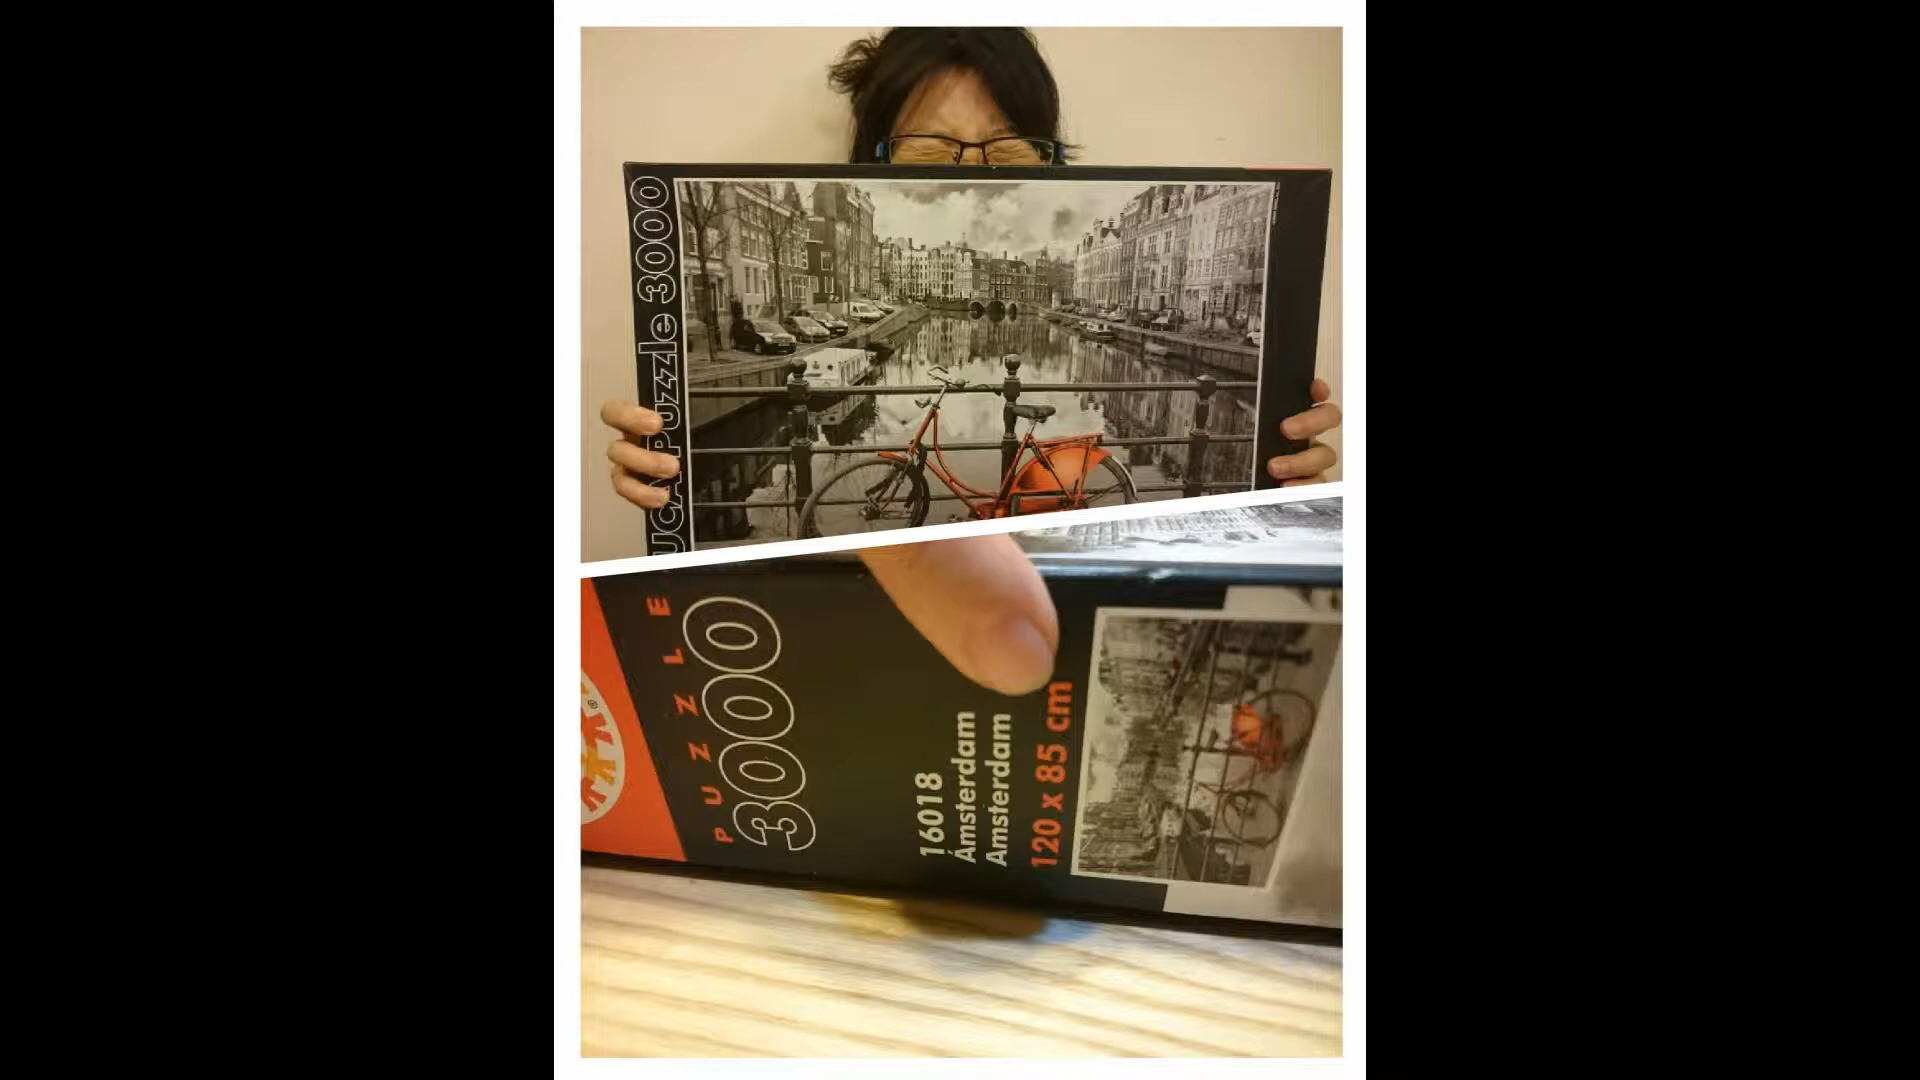 UCA Puzzle 3000
PUZZLE
3000
16018
Ámsterdam
Amsterdam
120 x 85 cm